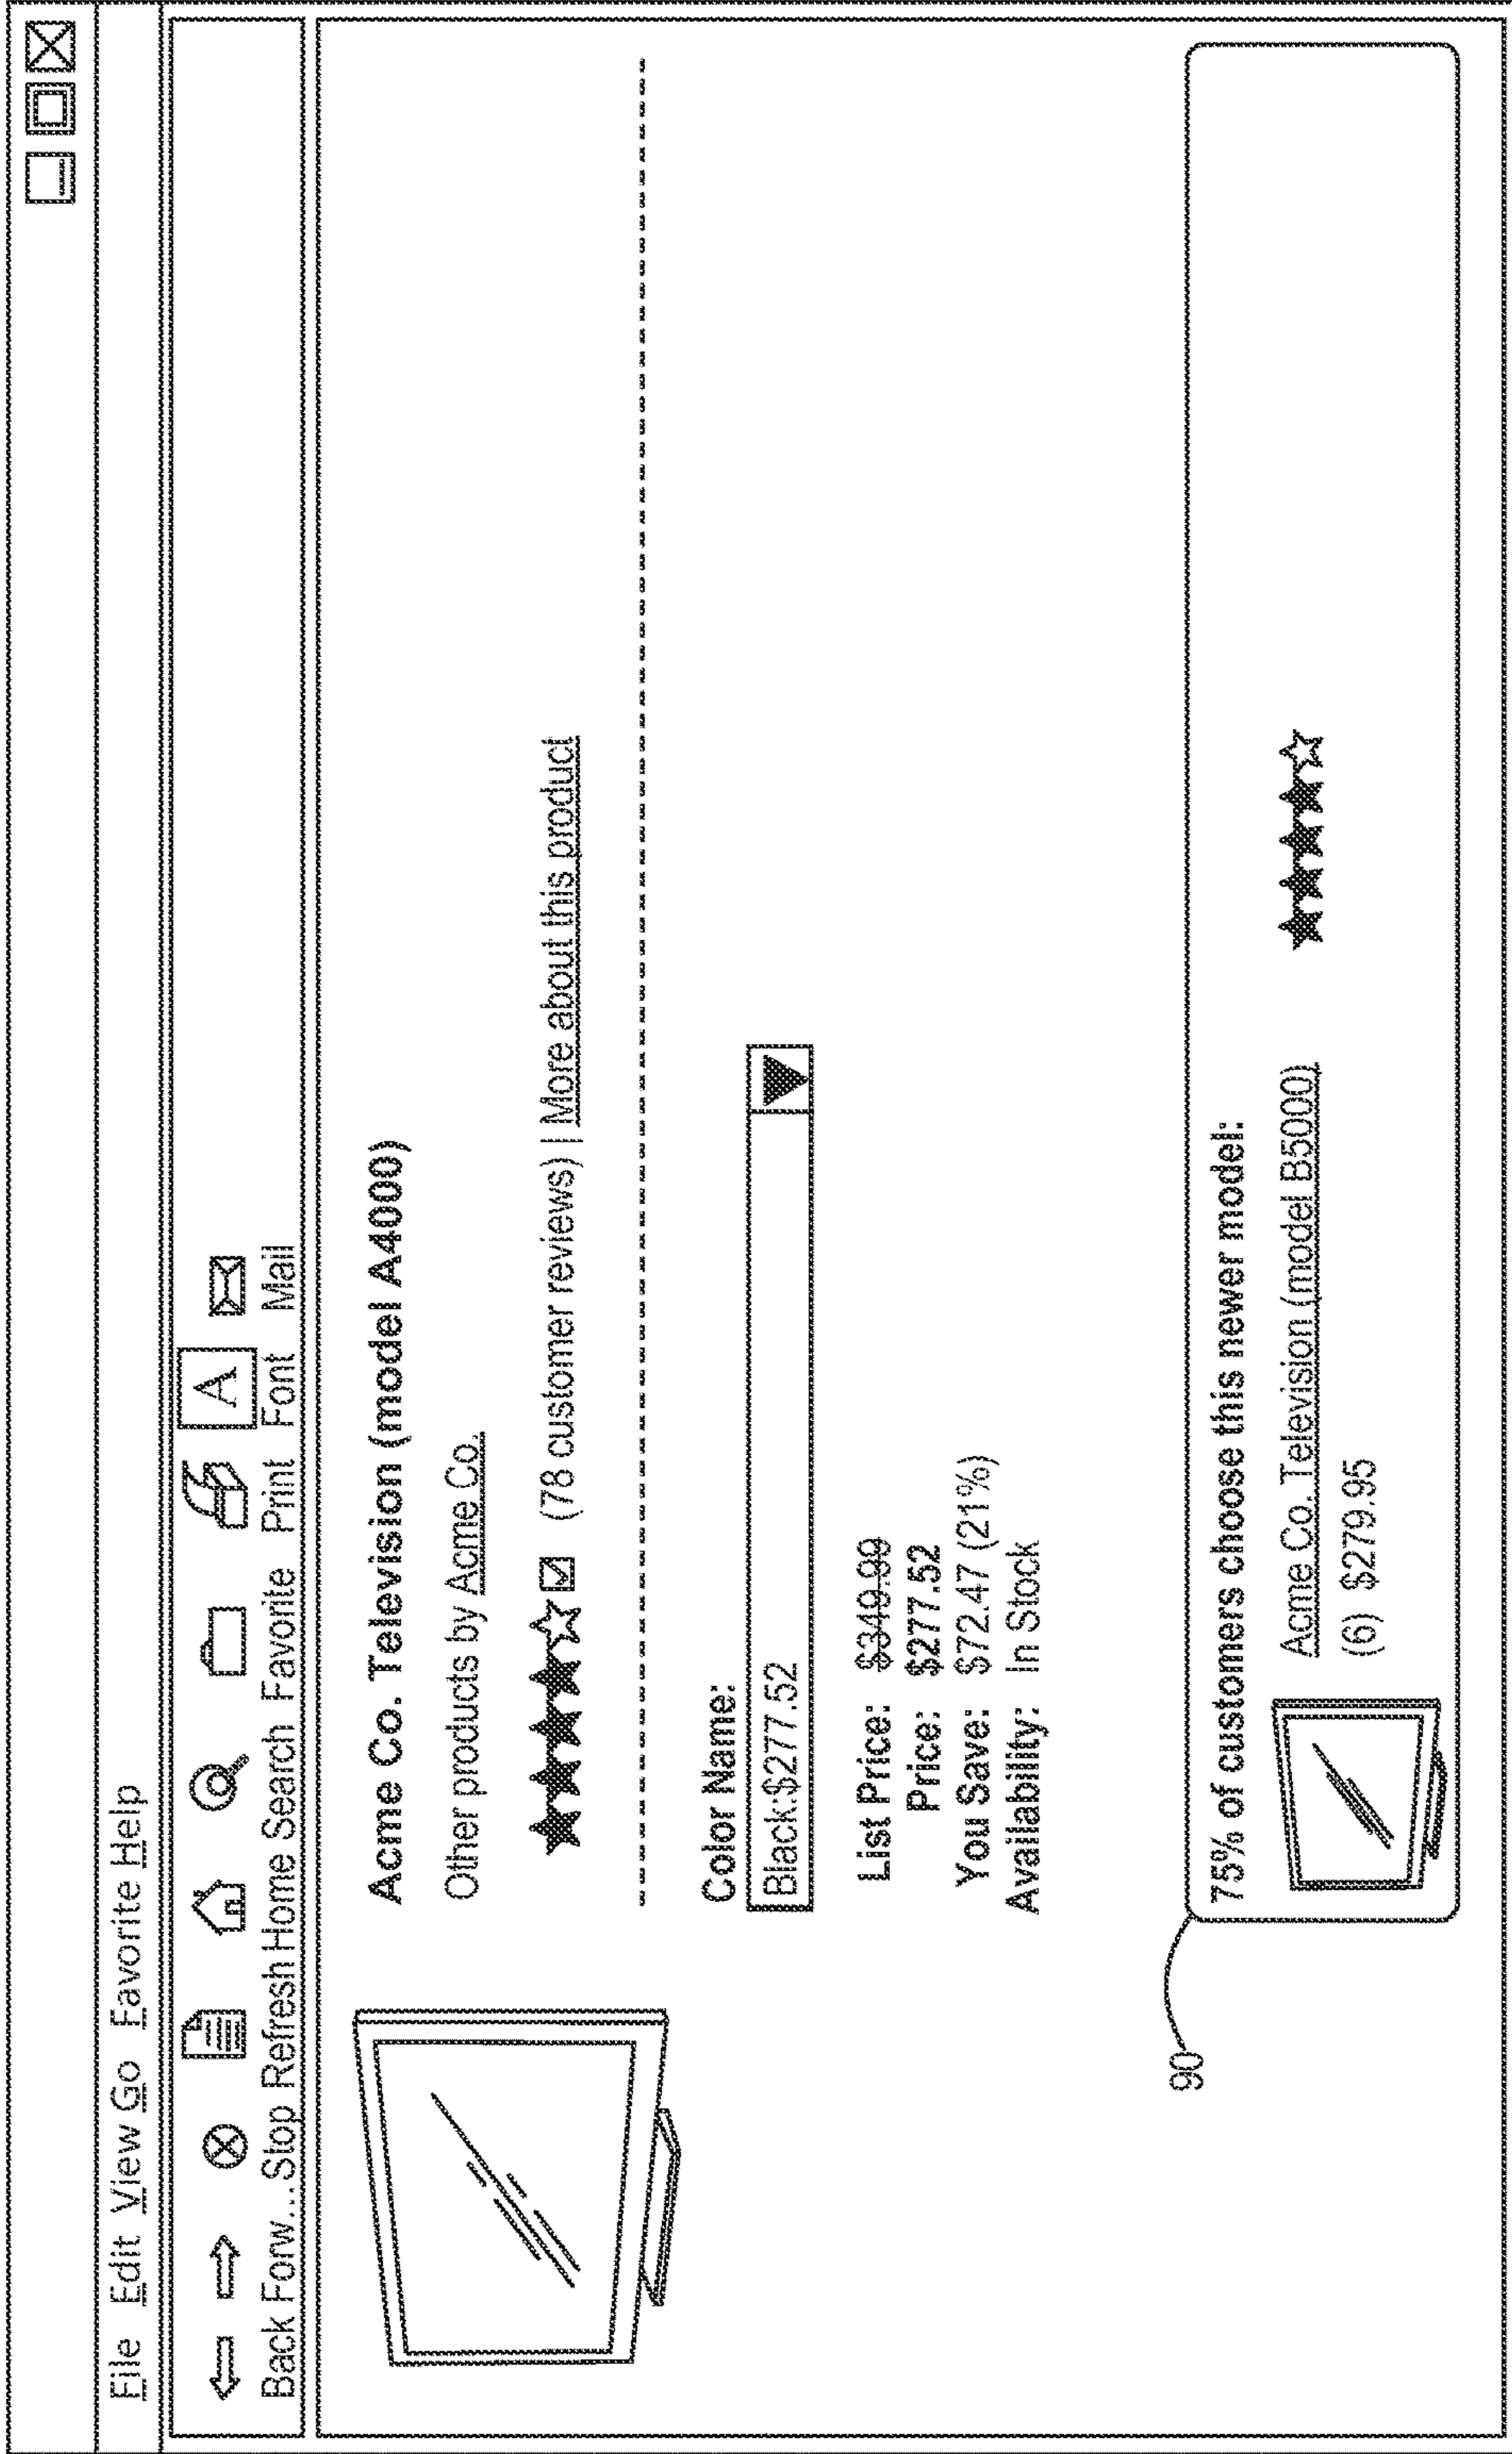 File Edit View Go Favorite Help
Back Forw... Stop Refresh Home Search Favorite Print Font Mail
A
Acme Co. Television (model A4000)
Other products by Acme Co.
(78 customer reviews) | More about this product
Color Name:
Black:$277.52
List Price: $349.99
Price: $277.52
You Save: $72.47 (21%)
Availability: In Stock
90
75% of customers choose this newer model:
Acme Co. Television (model B5000)
(6) $279.95